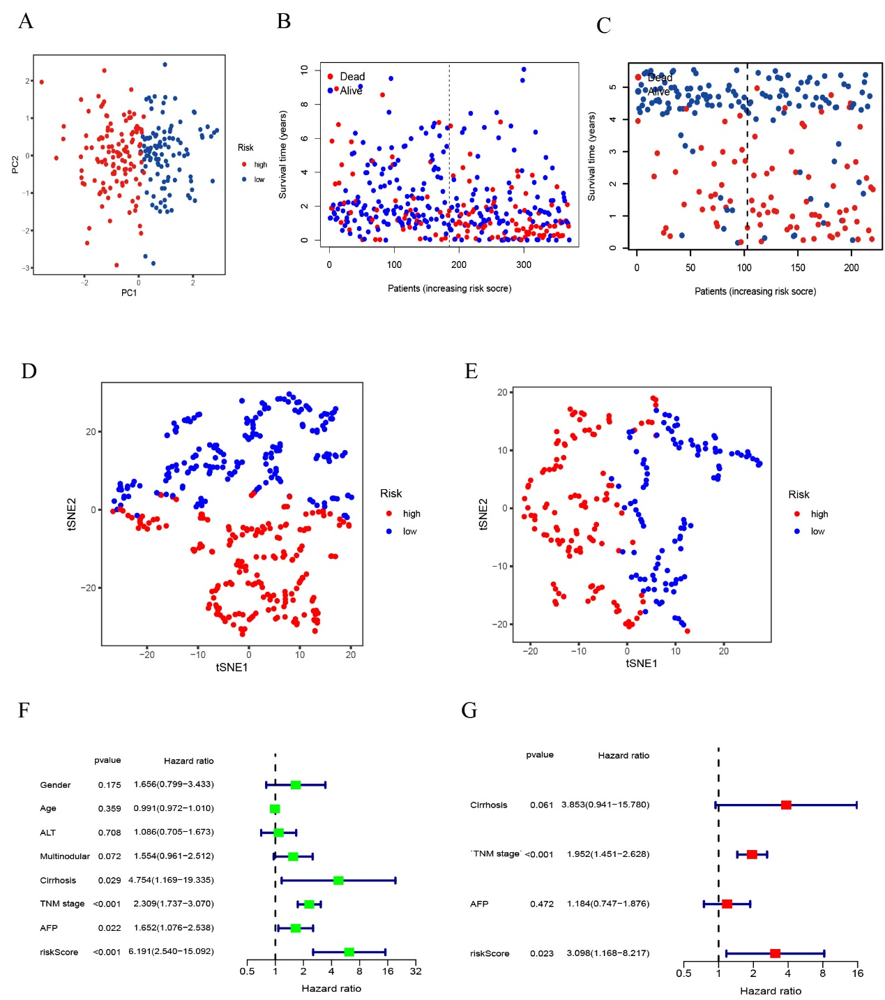 A
B
C
2
1
0
−1
−2
−3
−2
0
2
PC2
PC1
Risk
high
low
10
8
6
4
2
0
Survival time (years)
Dead
Alive
0
100
200
300
Patients (increasing risk socre)
5
4
3
2
1
0
Survival time (years)
Dead
Alive
0
50
100
150
200
Patients (increasing risk socre)
D
E
20
0
−20
tSNE2
−20
−10
0
10
20
tSNE1
Risk
high
low
20
10
0
−10
−20
tSNE2
−20
−10
0
10
20
tSNE1
Risk
high
low
F
G
pvalue Hazard ratio
Gender 0.175 1.656(0.799−3.433)
Age 0.359 0.991(0.972−1.010)
ALT 0.708 1.086(0.705−1.673)
Multinodular 0.072 1.554(0.961−2.512)
Cirrhosis 0.029 4.754(1.169−19.335)
TNM stage <0.001 2.309(1.737−3.070)
AFP 0.022 1.652(1.076−2.538)
riskScore <0.001 6.191(2.540−15.092)
0.5 1 2 4 8 16 32
Hazard ratio
pvalue Hazard ratio
Cirrhosis 0.061 3.853(0.941−15.780)
`TNM stage` <0.001 1.952(1.451−2.628)
AFP 0.472 1.184(0.747−1.876)
riskScore 0.023 3.098(1.168−8.217)
0.5 1 2 4 8 16
Hazard ratio